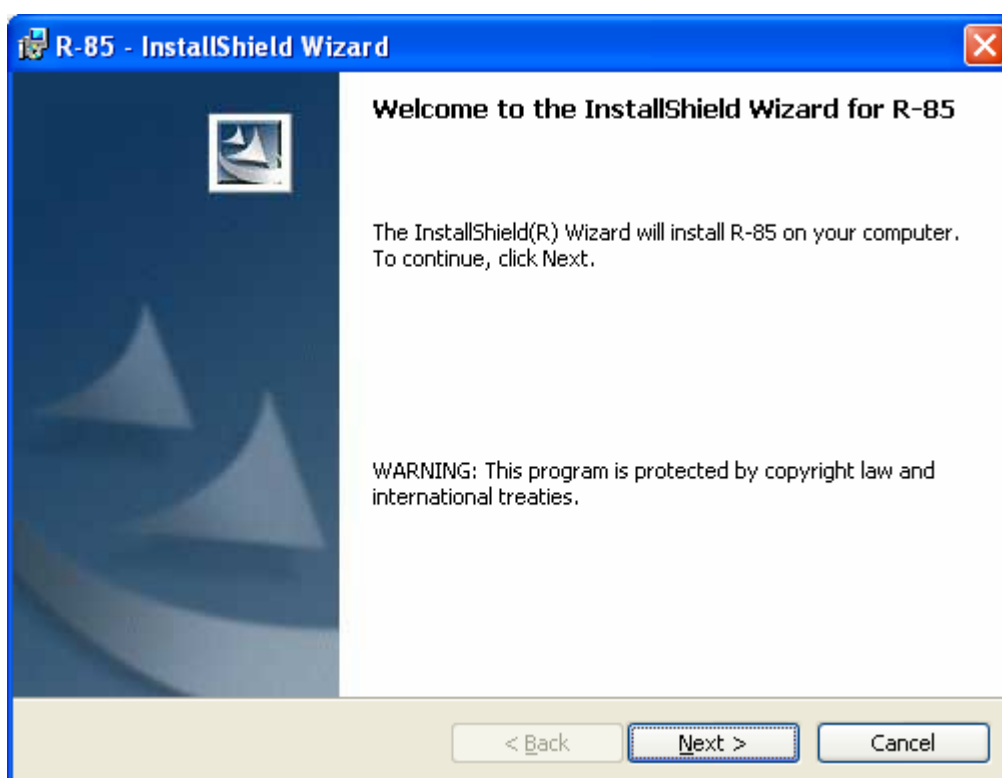 R-85 - InstallShield Wizard
Welcome to the InstallShield Wizard for R-85
The InstallShield(R) Wizard will install R-85 on your computer.
To continue, click Next.
WARNING: This program is protected by copyright law and
international treaties.
< Back Next > Cancel